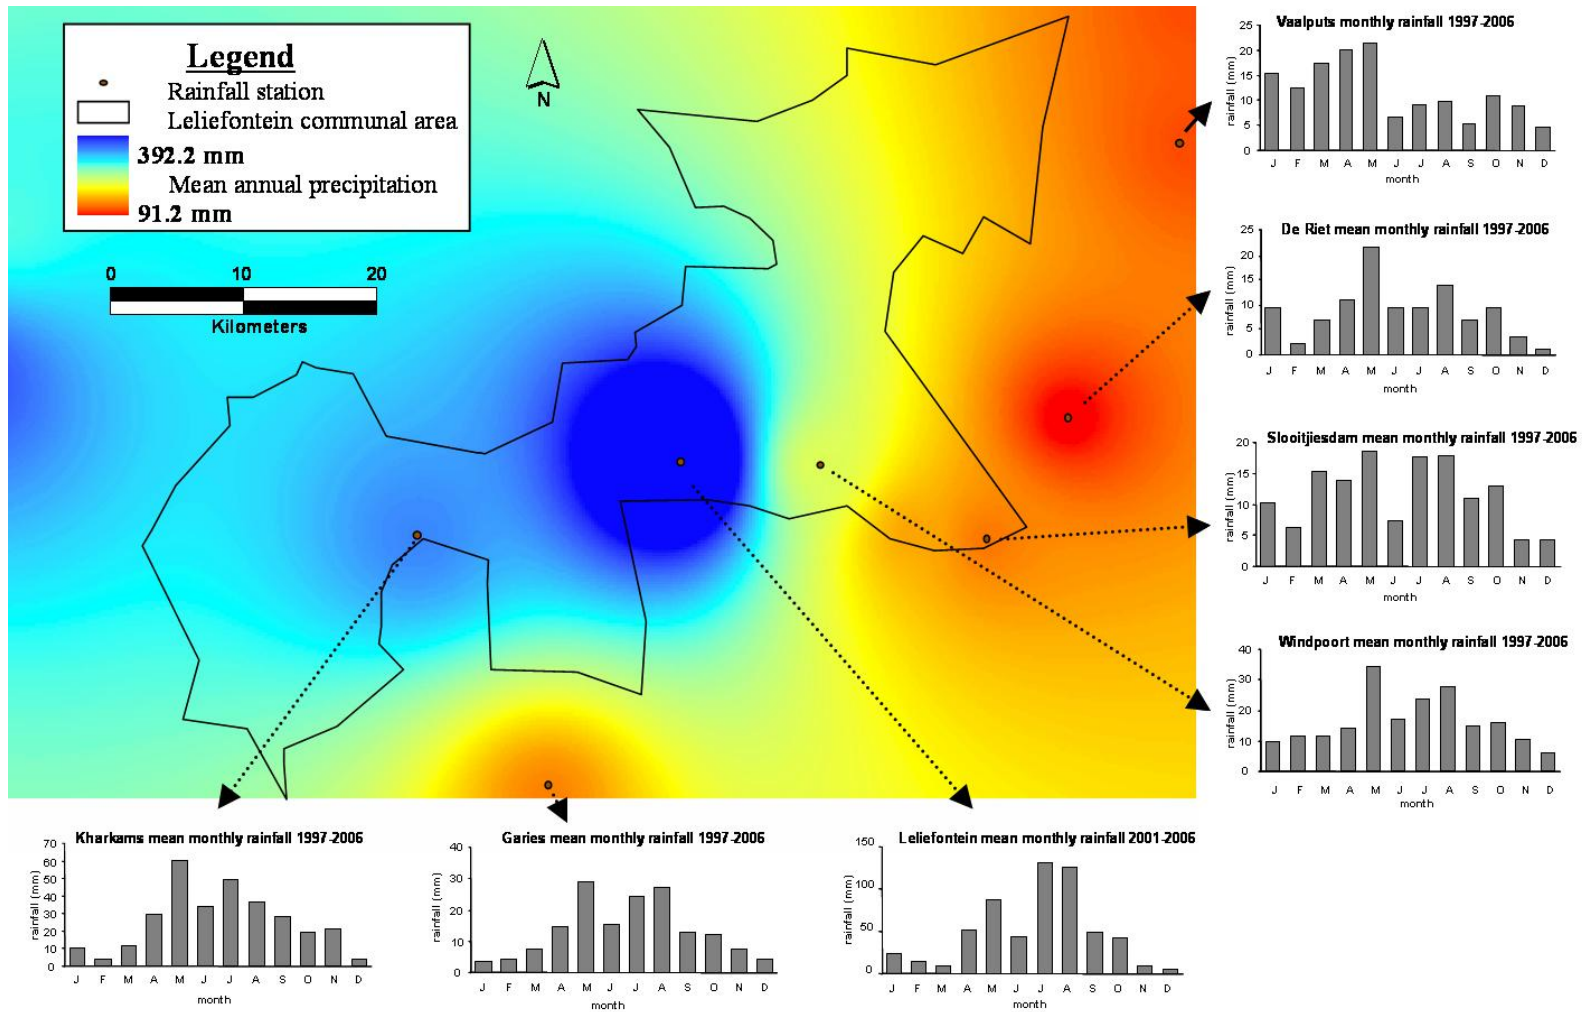 Legend
Rainfall station
Leliefontein communal area
392.2 mm
Mean annual precipitation
91.2 mm
0 10 20
Kilometers
N
Vaalputs monthly rainfall 1997-2006
rainfall (mm)
25
20
15
10
5
0
J F M A M J J A S O N D
month
De Riet mean monthly rainfall 1997-2006
rainfall (mm)
25
20
15
10
5
0
J F M A M J J A S O N D
month
Slooitjiesdam mean monthly rainfall 1997-2006
rainfall (mm)
20
15
10
5
0
J F M A M J J A S O N D
month
Windpoort mean monthly rainfall 1997-2006
rainfall (mm)
40
30
20
10
0
J F M A M J J A S O N D
month
Kharkams mean monthly rainfall 1997-2006
rainfall (mm)
70
60
50
40
30
20
10
0
J F M A M J J A S O N D
month
Garies mean monthly rainfall 1997-2006
rainfall (mm)
40
30
20
10
0
J F M A M J J A S O N D
month
Leliefontein mean monthly rainfall 2001-2006
rainfall (mm)
150
100
50
0
J F M A M J J A S O N D
month